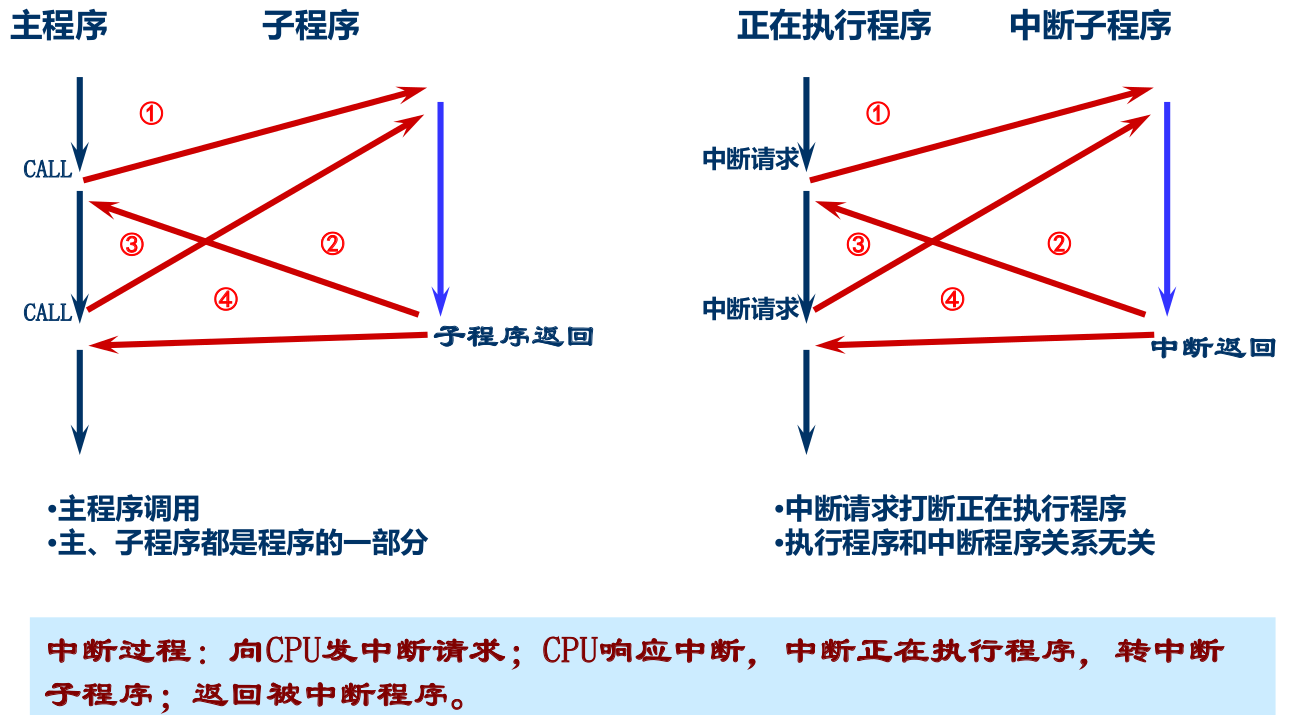 主程序
子程序
①
CALL
③
②
④
CALL
子程序返回
•主程序调用
•主、子程序都是程序的一部分
正在执行程序
中断子程序
①
中断请求
③
②
④
中断请求
中断返回
•中断请求打断正在执行程序
•执行程序和中断程序关系无关
中断过程：向CPU发中断请求；CPU响应中断，中断正在执行程序，转中断
子程序；返回被中断程序。